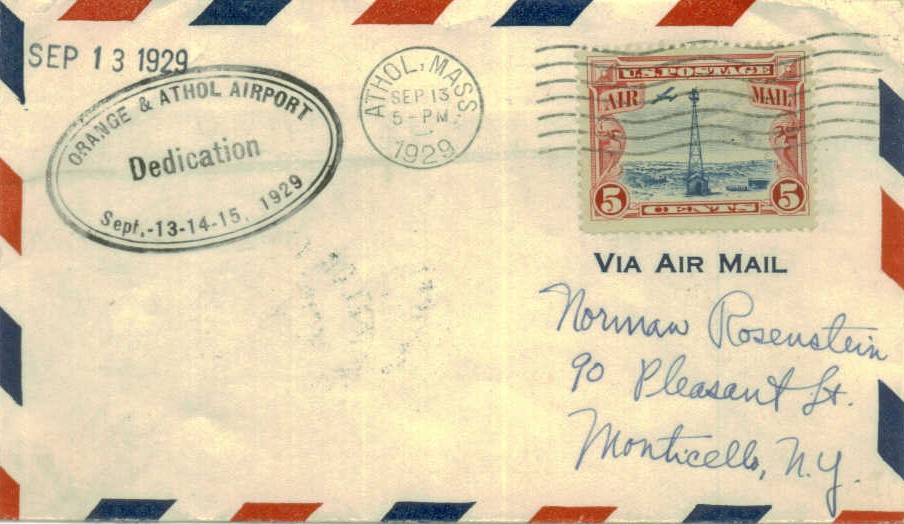 SEP 13 1929
ORANGE & ATHOL AIRPORT
Dedication
Sept,-13-14-15, 1929
ATHOL, MASS.
SEP 13
5-PM
1929
U.S. POSTAGE
AIR MAIL
5 5
CENTS
VIA AIR MAIL
Norman Rosenstein
90 Pleasant St.
Monticello, N.Y.